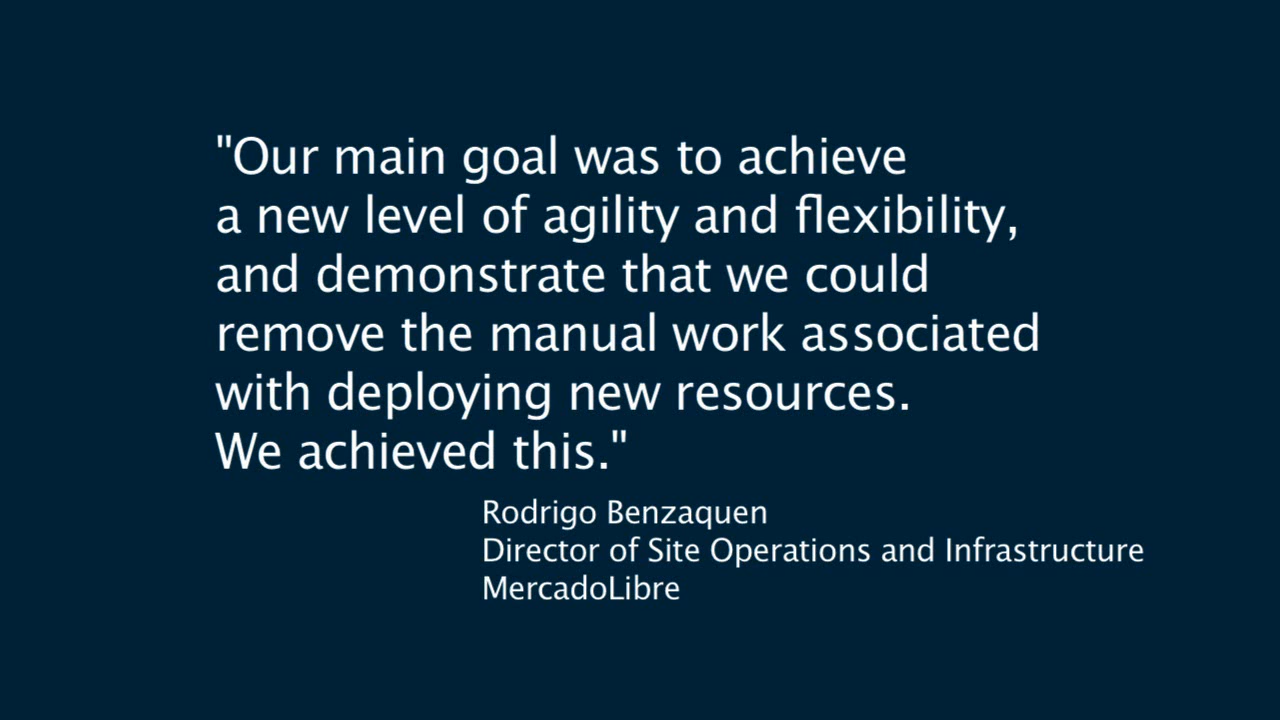 "Our main goal was to achieve
a new level of agility and flexibility,
and demonstrate that we could
remove the manual work associated
with deploying new resources.
We achieved this."
Rodrigo Benzaquen
Director of Site Operations and Infrastructure
MercadoLibre